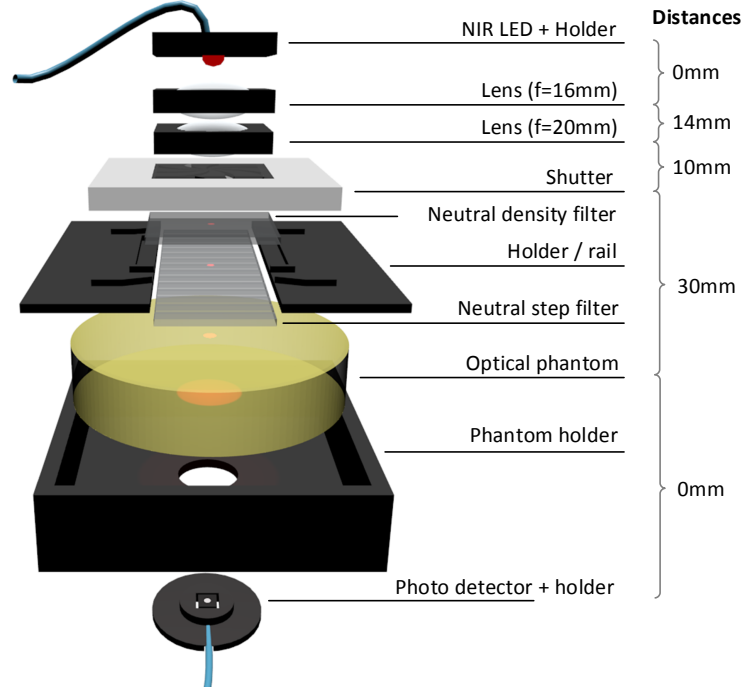 Distances
NIR LED + Holder
0mm
Lens (f=16mm)
14mm
Lens (f=20mm)
10mm
Shutter
Neutral density filter
Holder / rail
30mm
Neutral step filter
Optical phantom
Phantom holder
0mm
Photo detector + holder